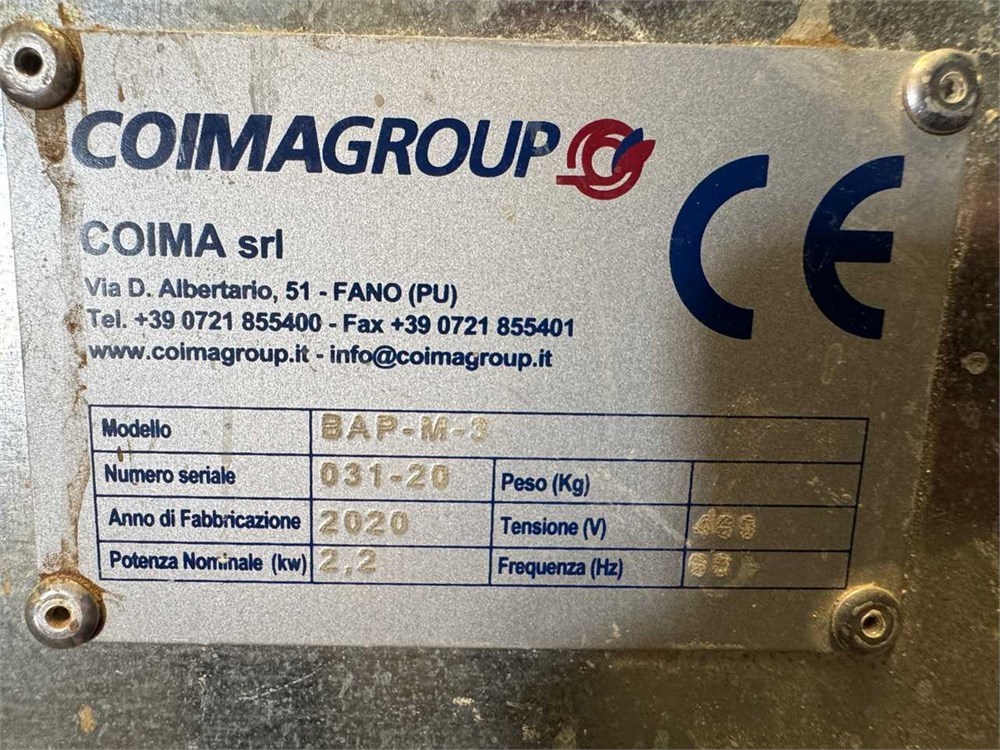 COIMAGROUP
CE
COIMA srl
Via D. Albertario, 51 - FANO (PU)
Tel. +39 0721 855400 - Fax +39 0721 855401
www.coimagroup.it - info@coimagroup.it
Modello BAP-M-3
Numero seriale 031-20 Peso (Kg)
Anno di Fabbricazione 2020 Tensione (V)
Potenza Nominale (kw) 2,2 Frequenza (Hz)